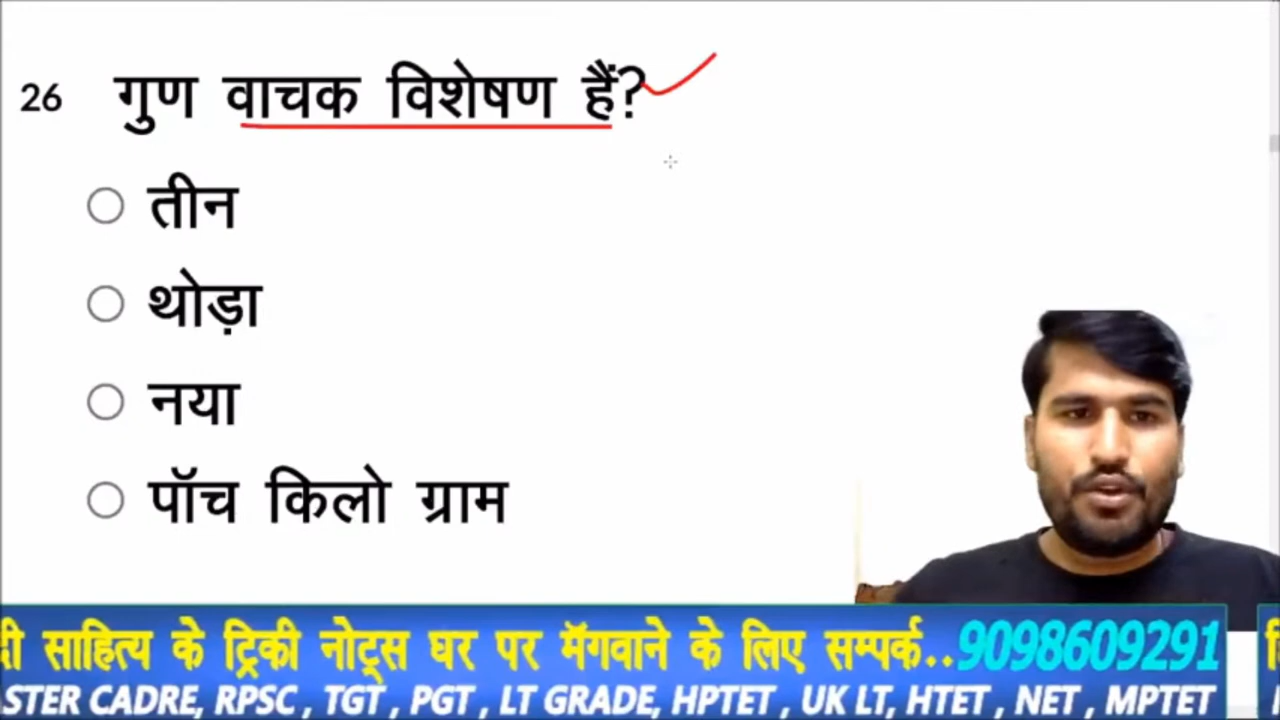 26 गुण वाचक विशेषण हैं?
तीन
थोड़ा
नया
पॉच किलो ग्राम
दी साहित्य के ट्रिकी नोट्स घर पर मॅगवाने के लिए सम्पर्क..9098609291
STER CADRE, RPSC , TGT , PGT , LT GRADE, HPTET , UK LT, HTET , NET , MPTET